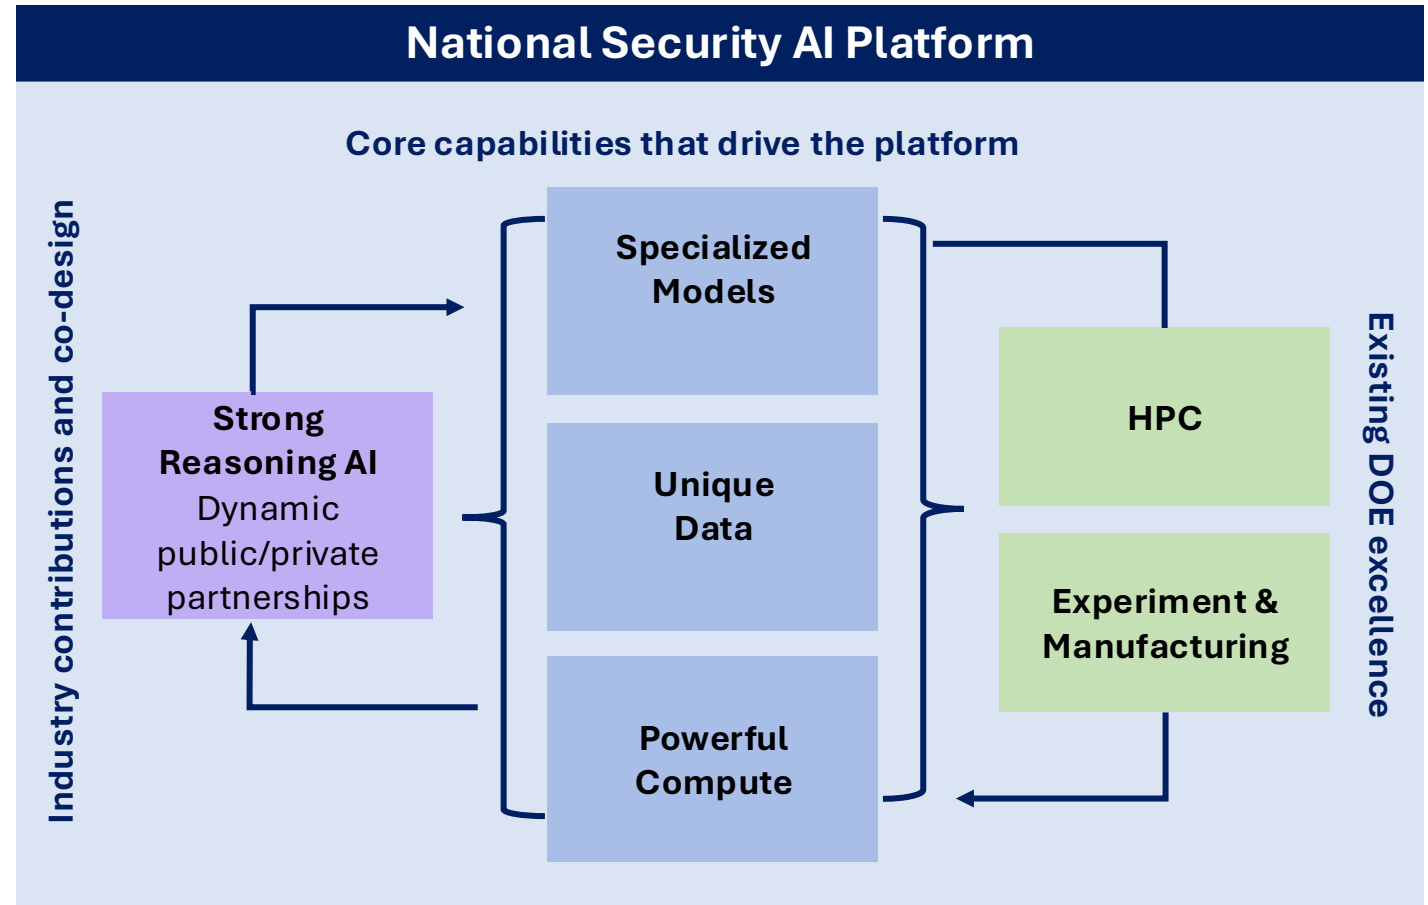 National Security AI Platform
Core capabilities that drive the platform
Industry contributions and co-design
Strong
Reasoning AI
Dynamic
public/private
partnerships
Specialized
Models
Unique
Data
Powerful
Compute
HPC
Experiment &
Manufacturing
Existing DOE excellence